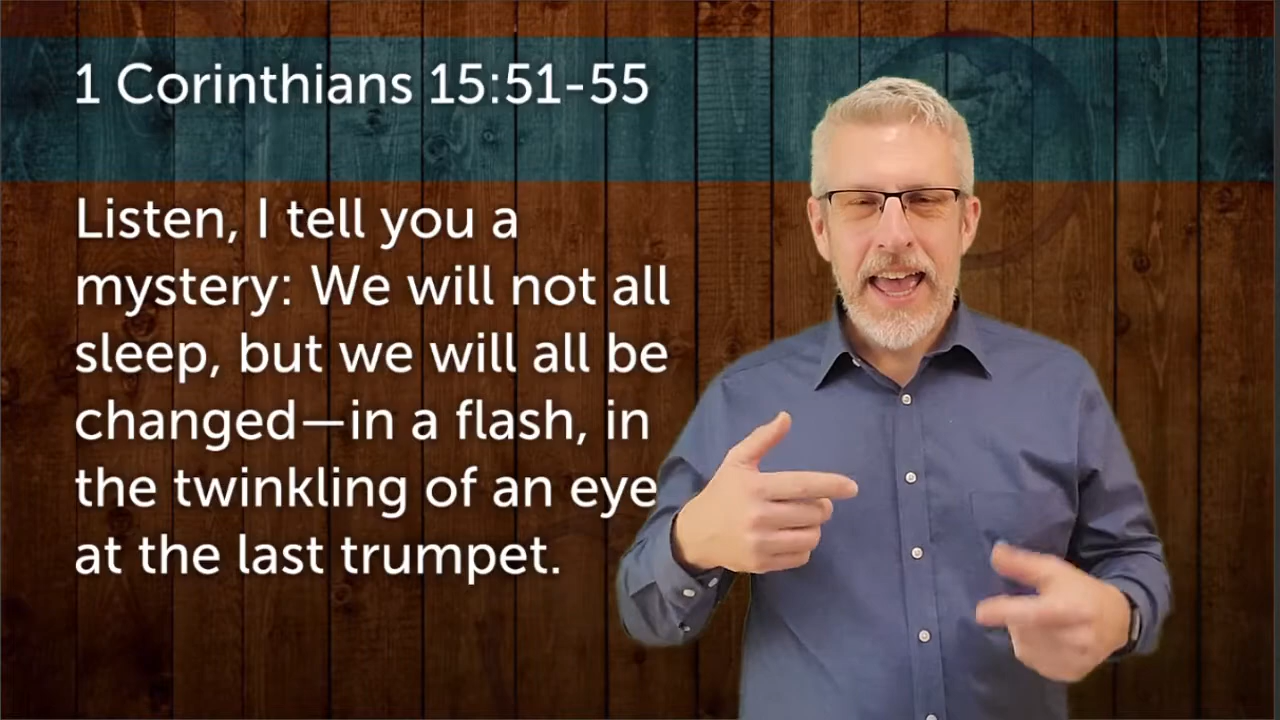 1 Corinthians 15:51-55
Listen, I tell you a
mystery: We will not all
sleep, but we will all be
changed—in a flash, in
the twinkling of an eye
at the last trumpet.